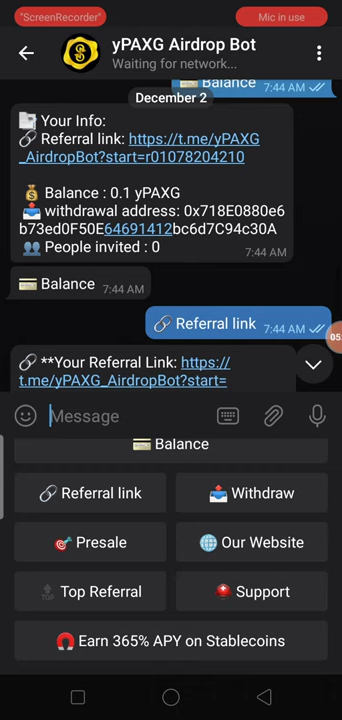 "ScreenRecorder"
Mic in use
yPAXG Airdrop Bot
Waiting for network...
Balance 7:44 AM
December 2
Your Info:
Referral link: https://t.me/yPAXG
_AirdropBot?start=r01078204210
Balance : 0.1 yPAXG
withdrawal address: 0x718E0880e6
b73ed0F50E64691412bc6d7C94c30A
People invited : 0
7:44 AM
Balance 7:44 AM
Referral link 7:44 AM
**Your Referral Link: https://
t.me/yPAXG_AirdropBot?start=
05
Message
Balance
Referral link
Withdraw
Presale
Our Website
TOP Top Referral
Support
Earn 365% APY on Stablecoins